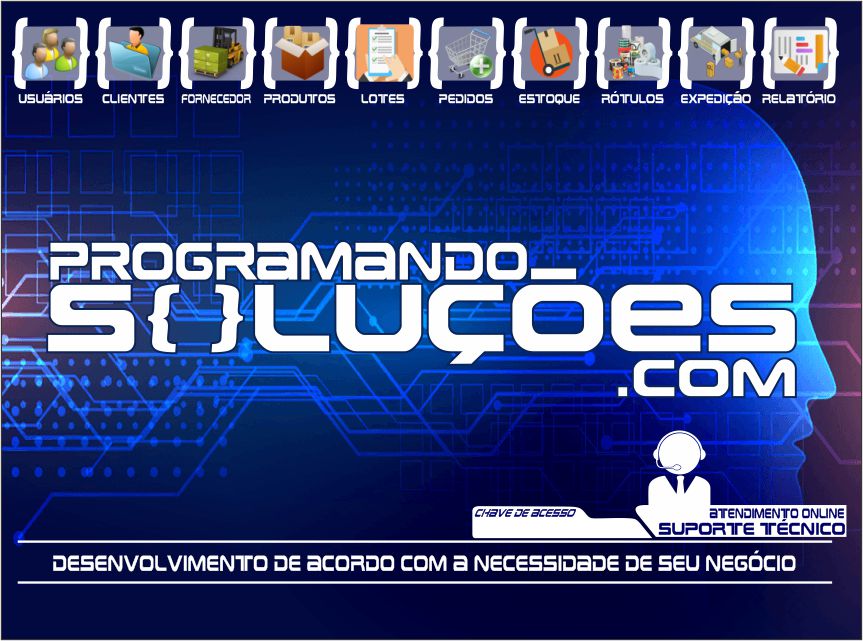 USUÁRIOS CLIENTES FORNECEDOR PRODUTOS LOTES PEDIDOS ESTOQUE RÓTULOS EXPEDIÇÃO RELATÓRIO
PROGRAMANDO
S{}LUÇÕES
.COM
CHAVE DE ACESSO
ATENDIMENTO ONLINE
SUPORTE TÉCNICO
DESENVOLVIMENTO DE ACORDO COM A NECESSIDADE DE SEU NEGÓCIO